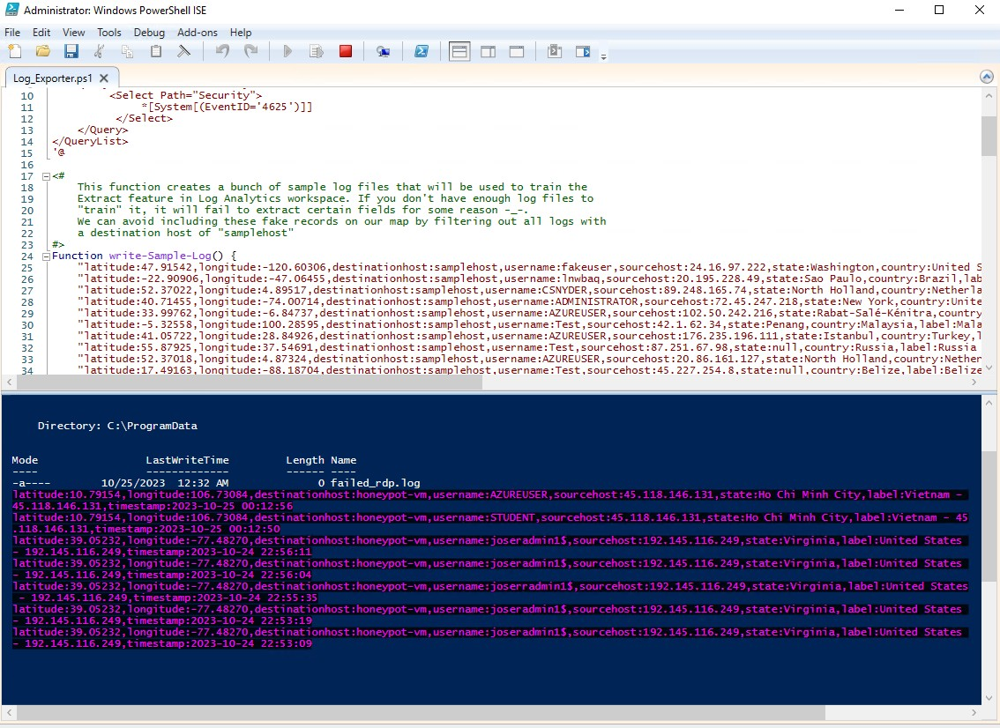 Administrator: Windows PowerShell ISE
File Edit View Tools Debug Add-ons Help
Log_Exporter.ps1
10 <Select Path="Security">
11 *[System[(EventID='4625')]]
12 </Select>
13 </Query>
14 </QueryList>
15 '@
16
17 <#
18 This function creates a bunch of sample log files that will be used to train the
19 Extract feature in Log Analytics workspace. If you don't have enough log files to
20 "train" it, it will fail to extract certain fields for some reason -_-.
21 We can avoid including these fake records on our map by filtering out all logs with
22 a destination host of "samplehost"
23 #>
24 Function write-Sample-Log() {
25 "latitude:47.91542,longitude:-120.60306,destinationhost:samplehost,username:fakeuser,sourcehost:24.16.97.222,state:Washington,country:United S
26 "latitude:-22.90906,longitude:-47.06455,destinationhost:samplehost,username:lnwbaq,sourcehost:20.195.228.49,state:Sao Paulo,country:Brazil,lab
27 "latitude:52.37022,longitude:4.89517,destinationhost:samplehost,username:CSNYDER,sourcehost:89.248.165.74,state:North Holland,country:Netherla
28 "latitude:40.71455,longitude:-74.00714,destinationhost:samplehost,username:ADMINISTRATOR,sourcehost:72.45.247.218,state:New York,country:Unite
29 "latitude:33.99762,longitude:-6.84737,destinationhost:samplehost,username:AZUREUSER,sourcehost:102.50.242.216,state:Rabat-Salé-Kénitra,country
30 "latitude:-5.32558,longitude:100.28595,destinationhost:samplehost,username:Test,sourcehost:42.1.62.34,state:Penang,country:Malaysia,label:Mala
31 "latitude:41.05722,longitude:28.84926,destinationhost:samplehost,username:AZUREUSER,sourcehost:176.235.196.111,state:Istanbul,country:Turkey,l
32 "latitude:55.87925,longitude:37.54691,destinationhost:samplehost,username:Test,sourcehost:87.251.67.98,state:null,country:Russia,label:Russia
33 "latitude:52.37018,longitude:4.87324,destinationhost:samplehost,username:AZUREUSER,sourcehost:20.86.161.127,state:North Holland,country:Nether
34 "latitude:17.49163,longitude:-88.18704,destinationhost:samplehost,username:Test,sourcehost:45.227.254.8,state:null,country:Belize,label:Belize
Directory: C:\ProgramData
Mode LastWriteTime Length Name
---- ------------- ------ ----
-a---- 10/25/2023 12:32 AM 0 failed_rdp.log
latitude:10.79154,longitude:106.73084,destinationhost:honeypot-vm,username:AZUREUSER,sourcehost:45.118.146.131,state:Ho Chi Minh City,label:Vietnam -
45.118.146.131,timestamp:2023-10-25 00:12:56
latitude:10.79154,longitude:106.73084,destinationhost:honeypot-vm,username:STUDENT,sourcehost:45.118.146.131,state:Ho Chi Minh City,label:Vietnam - 45
.118.146.131,timestamp:2023-10-25 00:12:50
latitude:39.05232,longitude:-77.48270,destinationhost:honeypot-vm,username:joseradmin1$,sourcehost:192.145.116.249,state:Virginia,label:United States
- 192.145.116.249,timestamp:2023-10-24 22:56:11
latitude:39.05232,longitude:-77.48270,destinationhost:honeypot-vm,username:joseradmin1$,sourcehost:192.145.116.249,state:Virginia,label:United States
- 192.145.116.249,timestamp:2023-10-24 22:56:04
latitude:39.05232,longitude:-77.48270,destinationhost:honeypot-vm,username:joserradmin1$,sourcehost:192.145.116.249,state:Virginia,label:United States
- 192.145.116.249,timestamp:2023-10-24 22:55:35
latitude:39.05232,longitude:-77.48270,destinationhost:honeypot-vm,username:joseradmin1$,sourcehost:192.145.116.249,state:Virginia,label:United States
- 192.145.116.249,timestamp:2023-10-24 22:53:19
latitude:39.05232,longitude:-77.48270,destinationhost:honeypot-vm,username:joseradmin1$,sourcehost:192.145.116.249,state:Virginia,label:United States
- 192.145.116.249,timestamp:2023-10-24 22:53:09